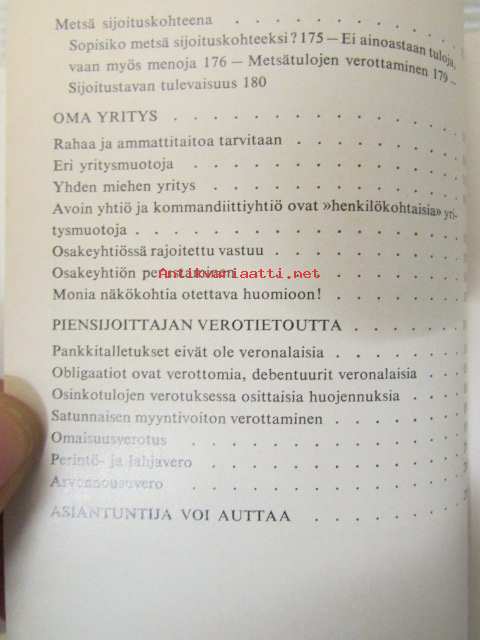 Metsä sijoituskohteena . . . . . . . . .
Sopisiko metsä sijoituskohteeksi? 175 — Ei ainoastaan tuloja,
vaan myös menoja 176 — Metsätulojen verottaminen 179 —
Sijoitustavan tulevaisuus 180
OMA YRITYS . . . . . . . . . . . .
Rahaa ja ammattitaitoa tarvitaan . . . . . . . .
Eri yritysmuotoja . . . . . . . . . . .
Yhden miehen yritys . . . . . . . . . .
Avoin yhtiö ja kommandiittiyhtiö ovat »henkilökohtaisia» yri-
tysmuotoja . . . . . . . . . . . . .
Osakeyhtiössä rajoitettu vastuu . . . . . . . .
Osakeyhtiön perustaminen . . . . . .
Antikvariaatti.net
Monia näkökohtia otettava huomioon! . . . . . .
PIENSIJOITTAJAN VEROTIETOUTTA . . . . . .
Pankkitalletukset eivät ole veronalaisia . . . . . .
Obligaatiot ovat verottomia, debentuurit veronalaisia . .
Osinkotulojen verotuksessa osittaisia huojennuksia . . .
Satunnaisen myyntivoiton verottaminen . . . . . .
Omaisuusverotus . . . . . . . . . . .
Perintö- ja lahjavero . . . . . . . . . .
Arvonnousuvero . . . . . . . . . . .
ASIANTUNTIJA VOI AUTTAA . . . . . .